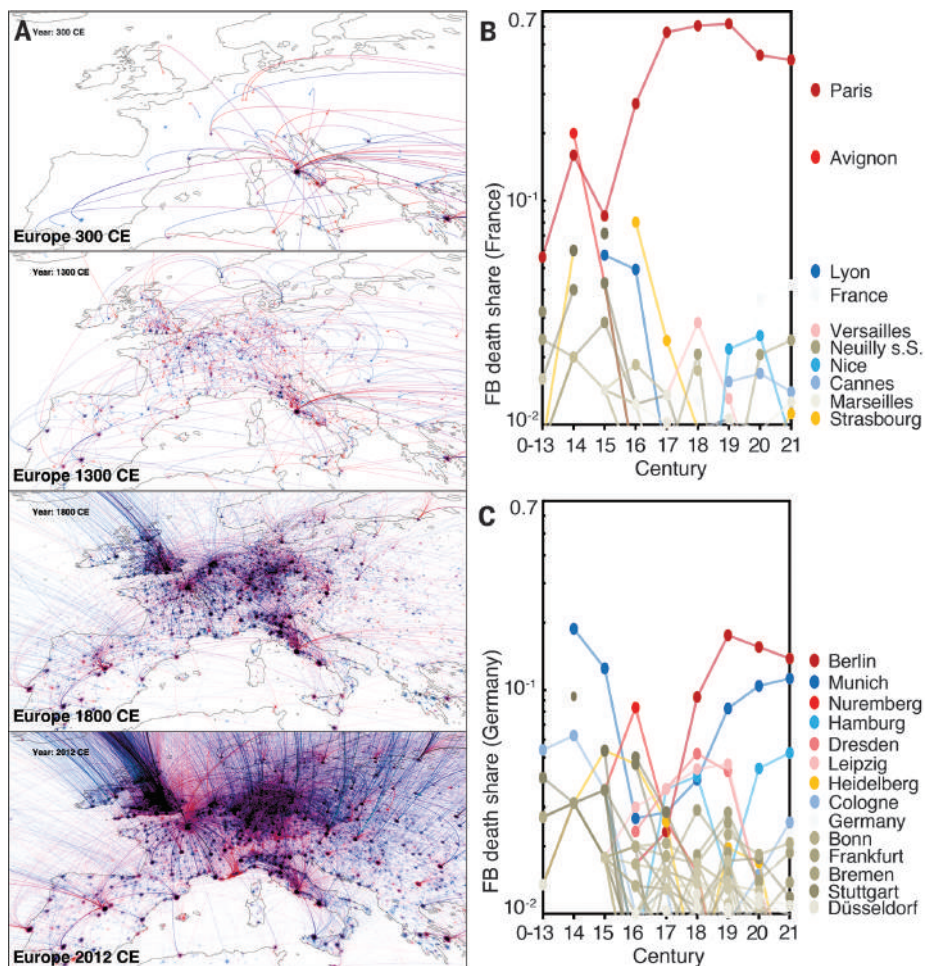 A
Year: 300 CE
Europe 300 CE
Year: 1300 CE
Europe 1300 CE
Year: 1800 CE
Europe 1800 CE
Year: 2012 CE
Europe 2012 CE
B
0.7
10-1
10-2
FB death share (France)
0-13 14 15 16 17 18 19 20 21
Century
Paris
Avignon
Lyon
France
Versailles
Neuilly s.S.
Nice
Cannes
Marseilles
Strasbourg
C
0.7
10-1
10-2
FB death share (Germany)
0-13 14 15 16 17 18 19 20 21
Century
Berlin
Munich
Nuremberg
Hamburg
Dresden
Leipzig
Heidelberg
Cologne
Germany
Bonn
Frankfurt
Bremen
Stuttgart
Düsseldorf